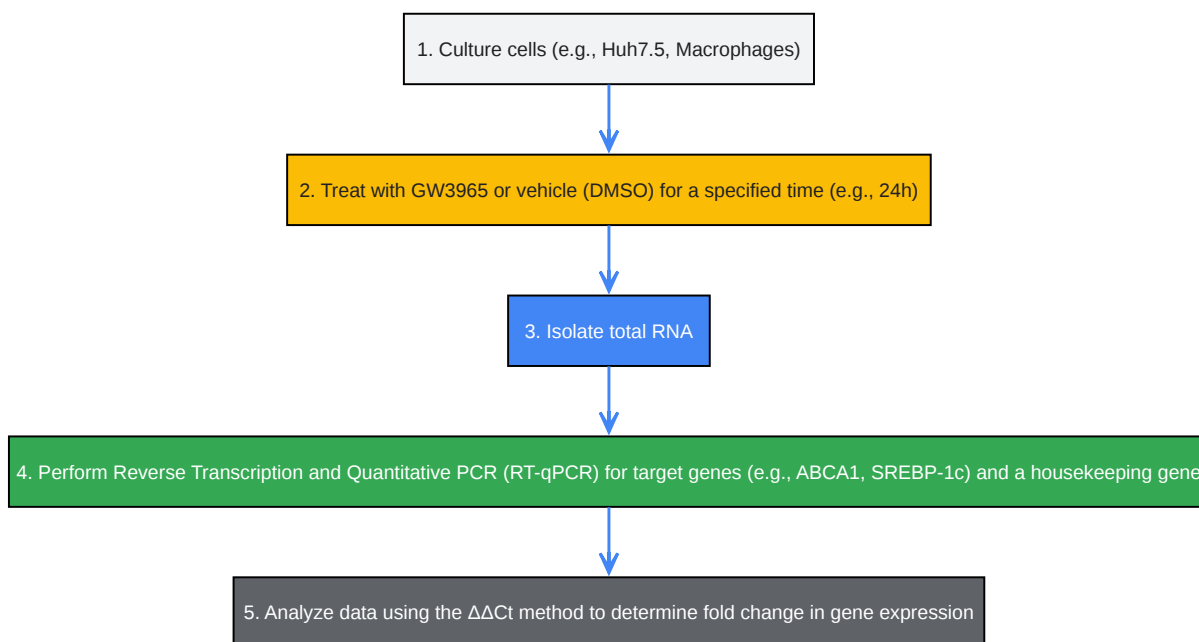 1. Culture cells (e.g., Huh7.5, Macrophages)
2. Treat with GW3965 or vehicle (DMSO) for a specified time (e.g., 24h)
3. Isolate total RNA
4. Perform Reverse Transcription and Quantitative PCR (RT-qPCR) for target genes (e.g., ABCA1, SREBP-1c) and a housekeeping gene
5. Analyze data using the ΔΔCt method to determine fold change in gene expression